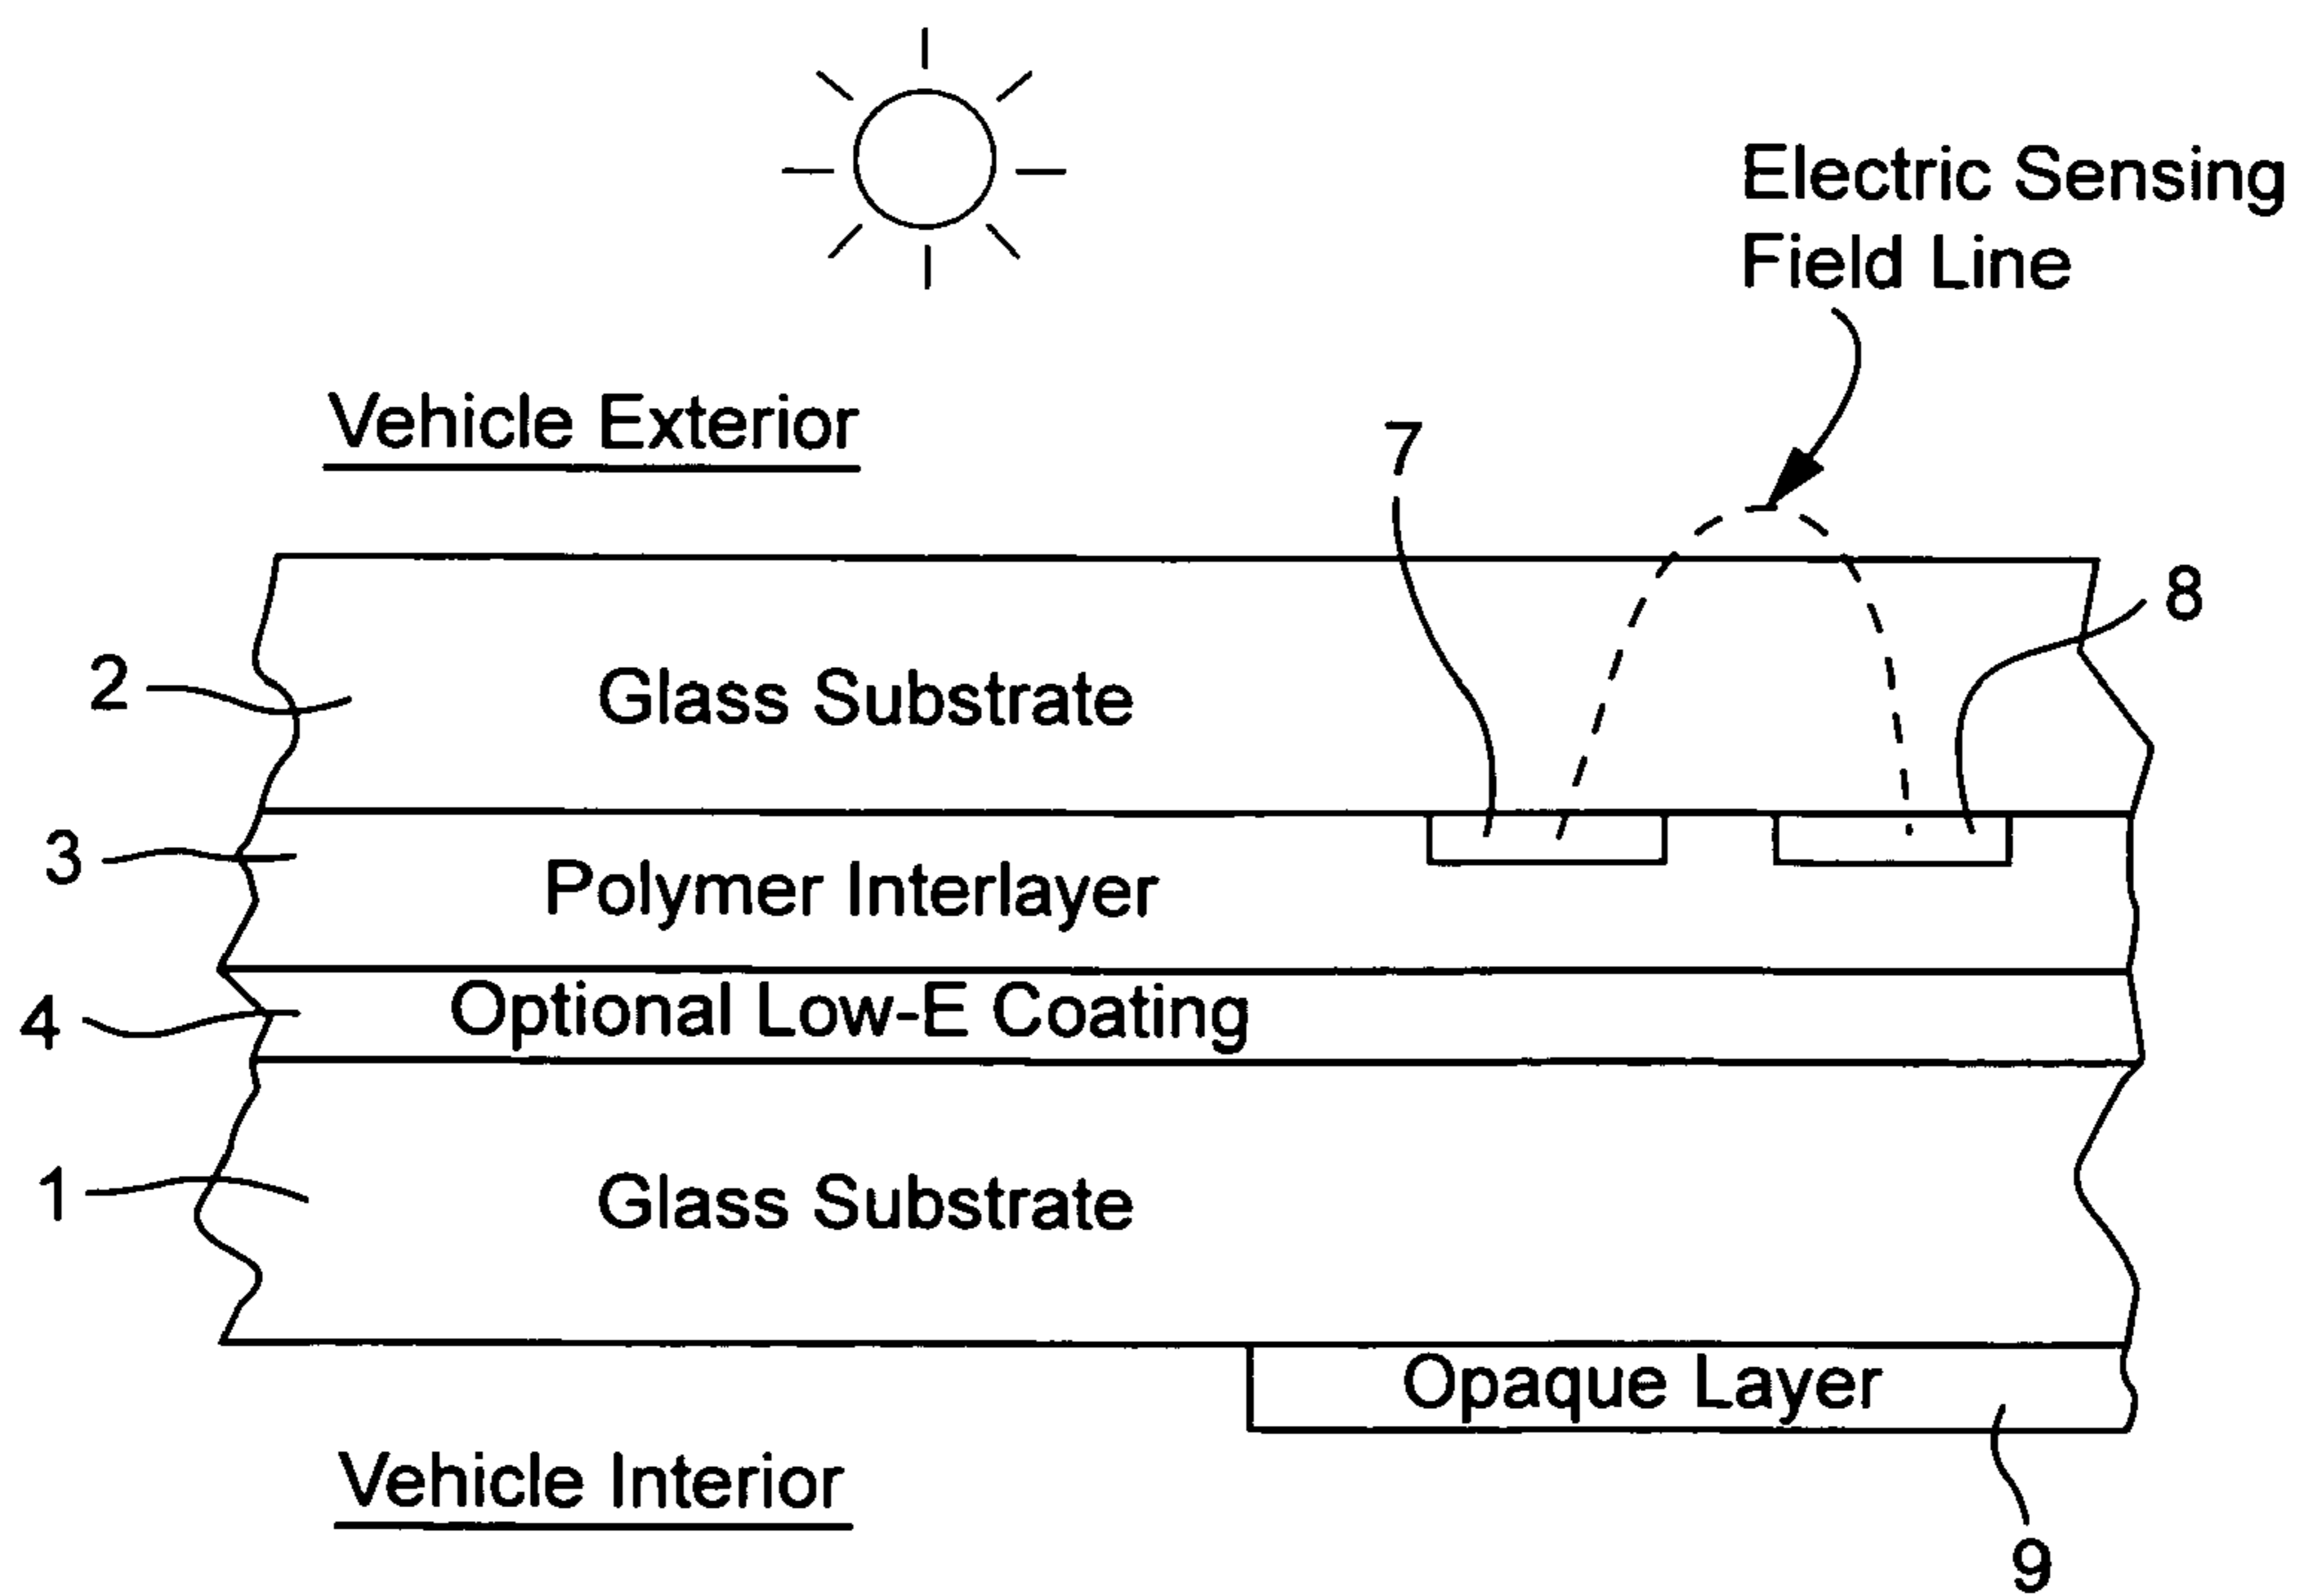 Electric Sensing
Field Line
Vehicle Exterior
7
8
2
Glass Substrate
3
Polymer Interlayer
4
Optional Low-E Coating
1
Glass Substrate
Opaque Layer
Vehicle Interior
9